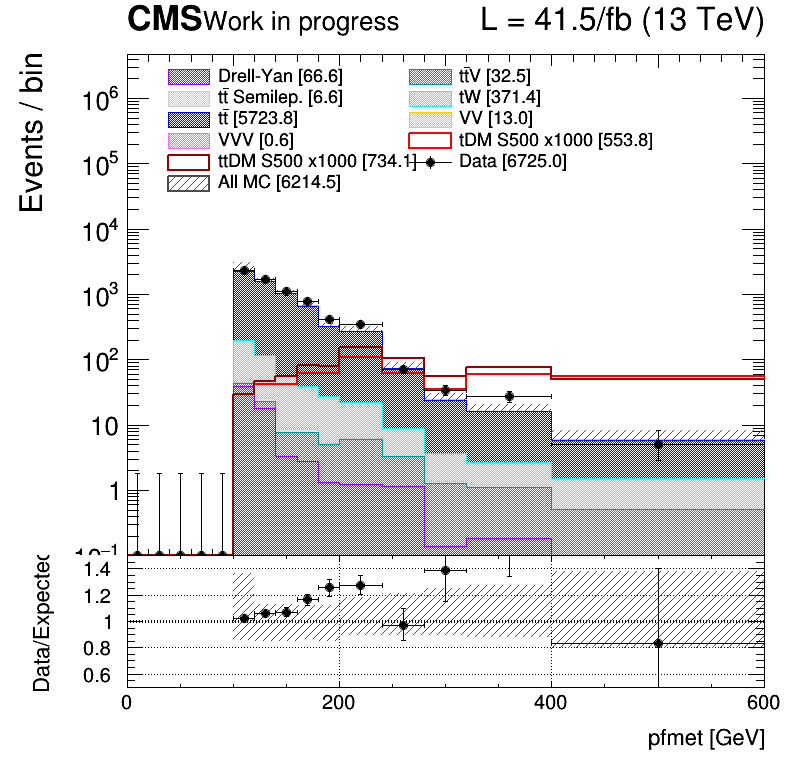 CMS Work in progress L = 41.5/fb (13 TeV)
Events / bin
Drell-Yan [66.6] tt̄V [32.5]
tt̄ Semilep. [6.6] tW [371.4]
tt̄ [5723.8] VV [13.0]
VVV [0.6] tDM S500 x1000 [553.8]
ttDM S500 x1000 [734.1] Data [6725.0]
All MC [6214.5]
10⁶
10⁵
10⁴
10³
10²
10
1
10⁻¹
Data/Expected
1.4
1.2
1
0.8
0.6
0 200 400 600
pfmet [GeV]